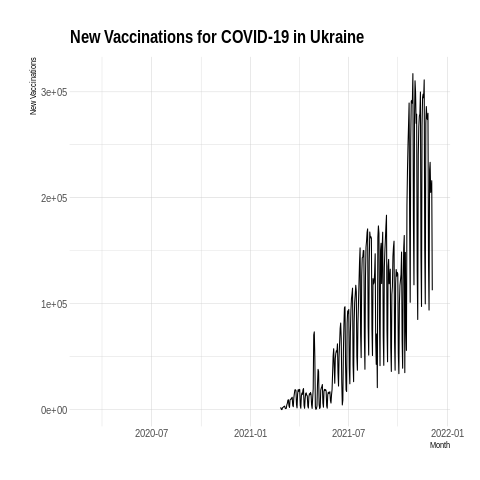 New Vaccinations for COVID-19 in Ukraine
New Vaccinations
3e+05
2e+05
1e+05
0e+00
2020-07 2021-01 2021-07 2022-01
Month